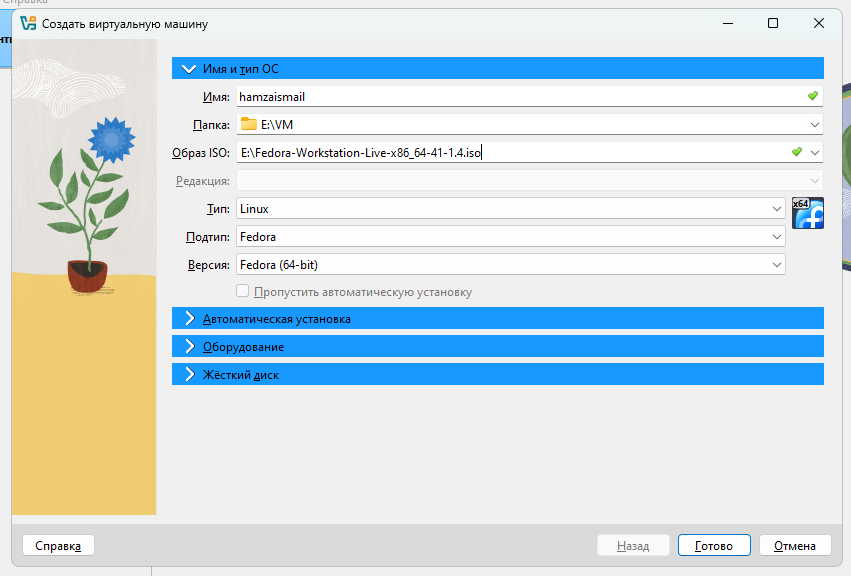 Справка
Создать виртуальную машину
Имя и тип ОС
Имя: hamzaismail
Папка: E:\VM
Образ ISO: E:\Fedora-Workstation-Live-x86_64-41-1.4.iso
Редакция:
Тип: Linux
x64
Подтип: Fedora
Версия: Fedora (64-bit)
Пропустить автоматическую установку
Автоматическая установка
Оборудование
Жёсткий диск
Справка Назад Готово Отмена